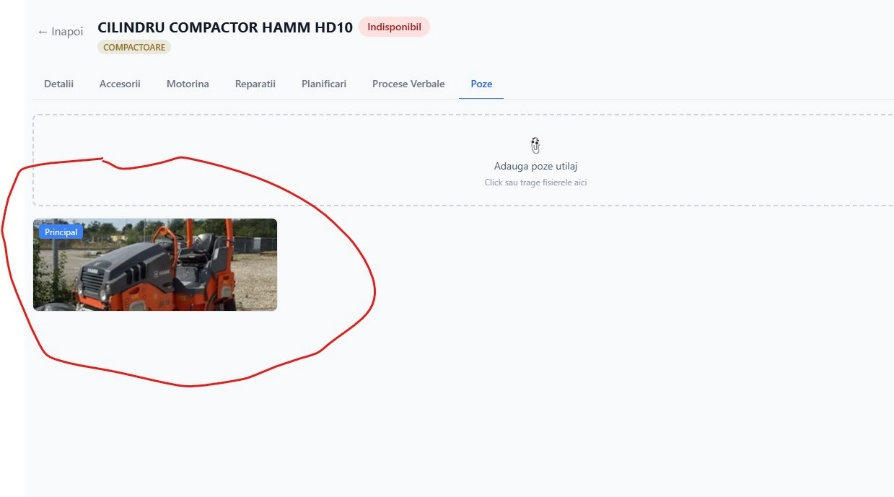 ← Inapoi
CILINDRU COMPACTOR HAMM HD10 Indisponibil
COMPACTOARE
Detalii Accesorii Motorina Reparatii Planificari Procese Verbale Poze
Adauga poze utilaj
Click sau trage fisierele aici
Principal